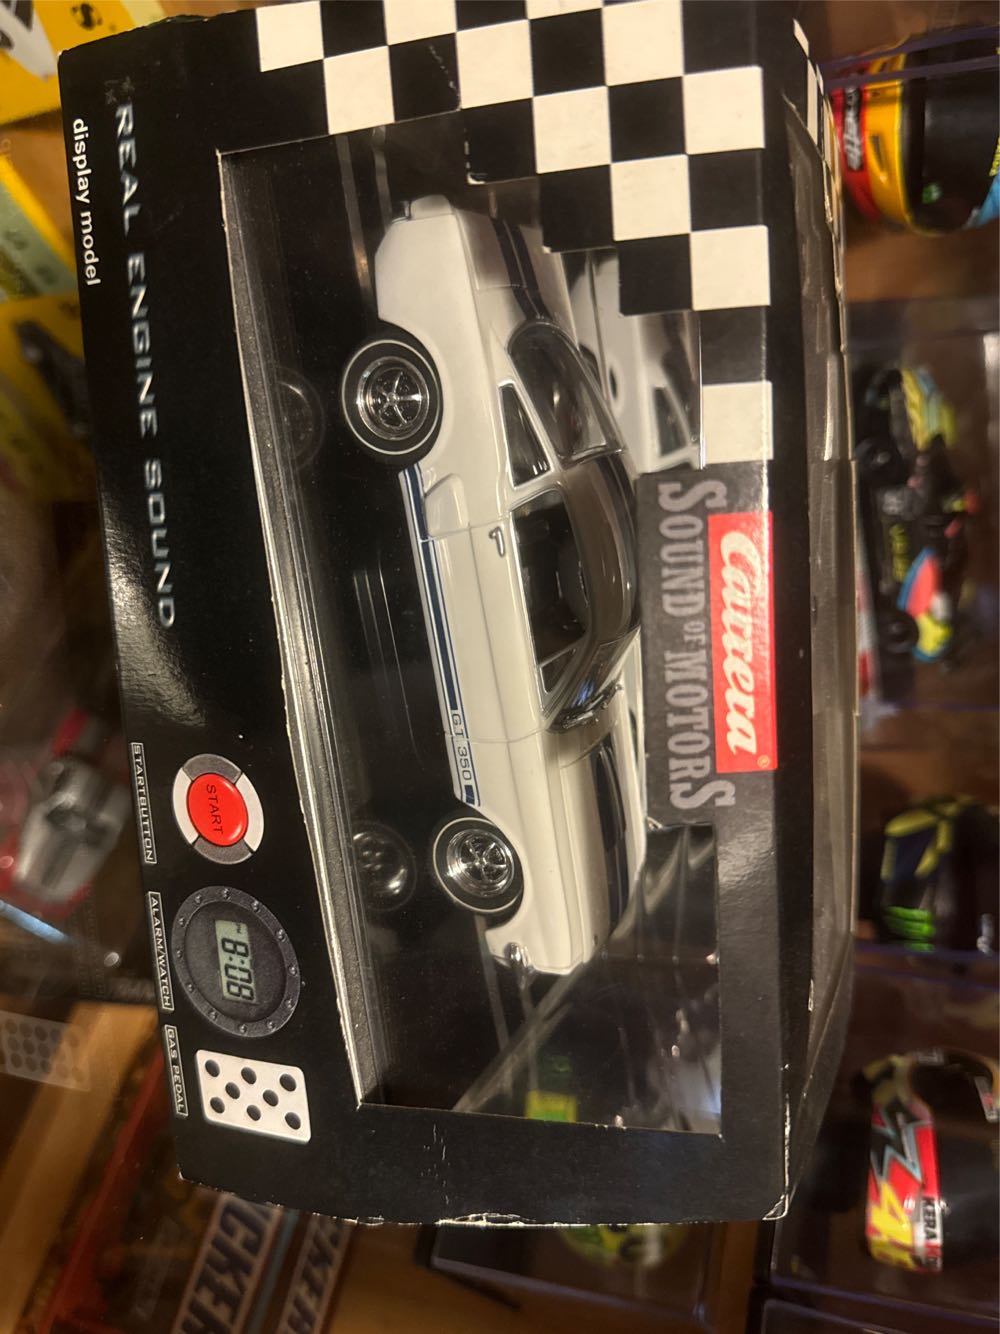 Carrera®
SOUND OF MOTORS
GT 350
REAL ENGINE SOUND
display model
START
8:08
STARTBUTTON
ALARM/WATCH
GAS PEDAL